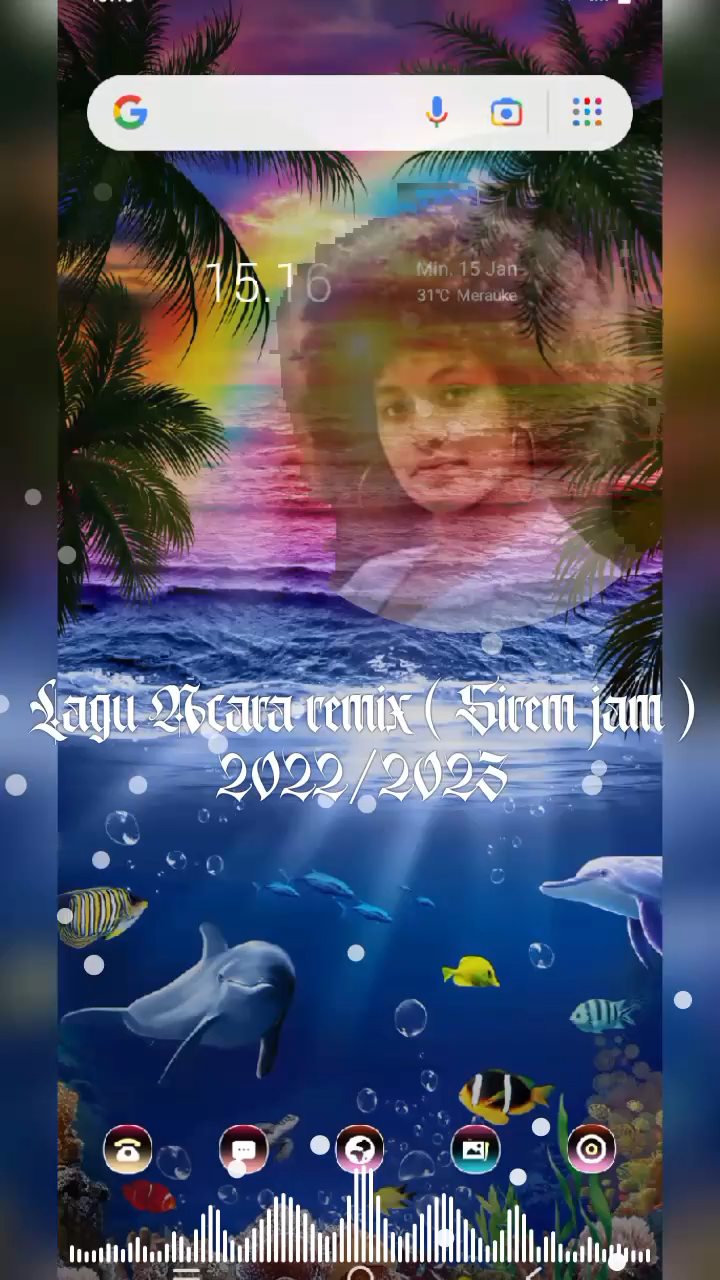 15.16
Min. 15 Jan
31°C Merauke
Lagu Acara remix ( Sirem jam )
2022/2023